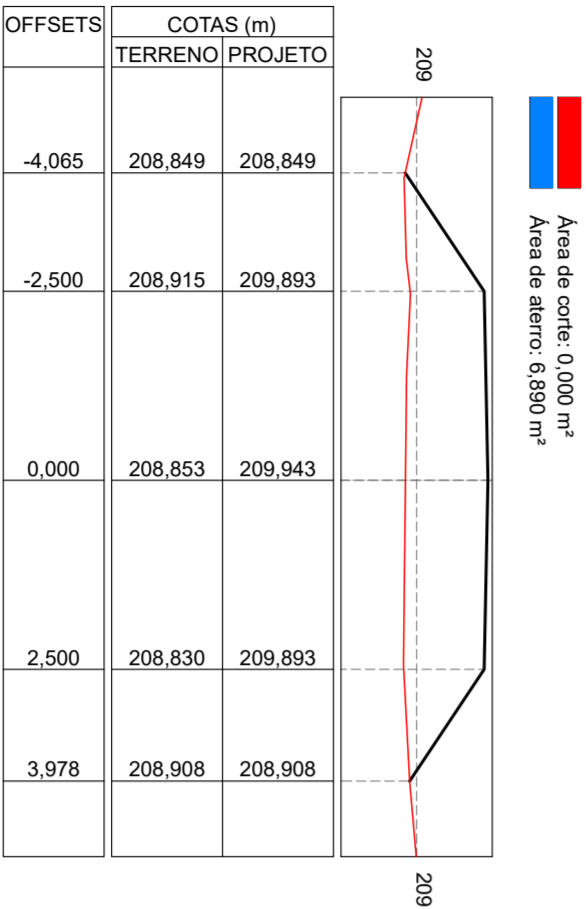 OFFSETS COTAS (m)
TERRENO PROJETO
-4,065 208,849 208,849
-2,500 208,915 209,893
0,000 208,853 209,943
2,500 208,830 209,893
3,978 208,908 208,908
209
209
Área de corte: 0,000 m²
Área de aterro: 6,890 m²